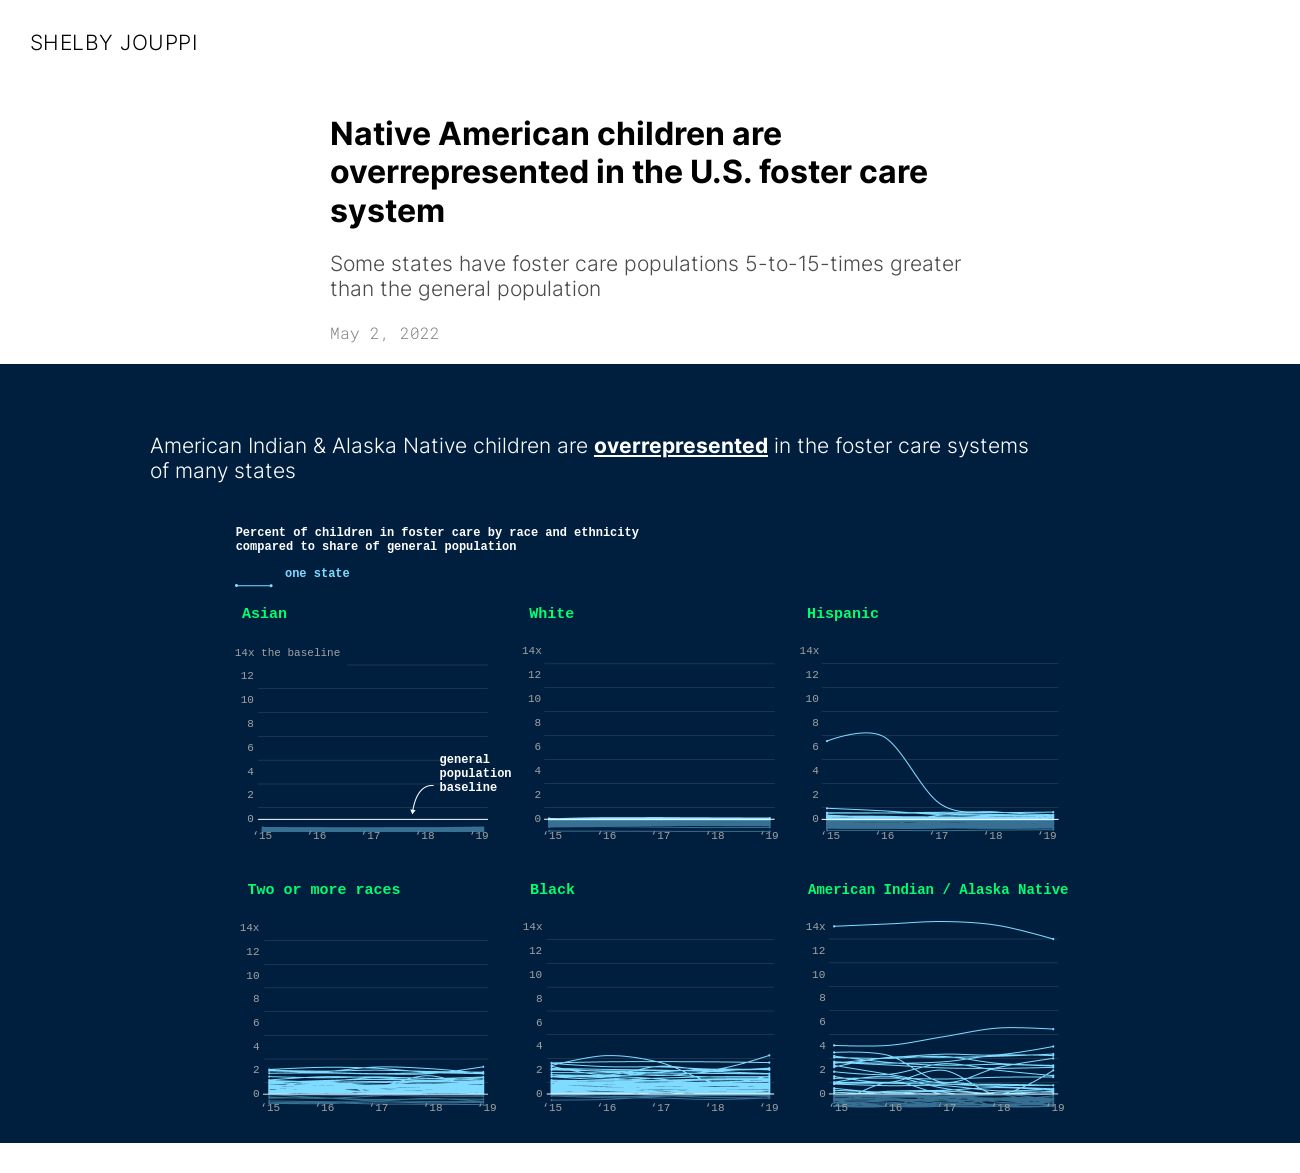 SHELBY JOUPPI
Native American children are
overrepresented in the U.S. foster care
system
Some states have foster care populations 5-to-15-times greater
than the general population
May 2, 2022
American Indian & Alaska Native children are overrepresented in the foster care systems
of many states
Percent of children in foster care by race and ethnicity
compared to share of general population
one state
Asian
14x the baseline
12
10
8
6
4
2
0
general
population
baseline
‘15 ‘16 ‘17 ‘18 ‘19
White
14x
12
10
8
6
4
2
0
‘15 ‘16 ‘17 ‘18 ‘19
Hispanic
14x
12
10
8
6
4
2
0
‘15 ‘16 ‘17 ‘18 ‘19
Two or more races
14x
12
10
8
6
4
2
0
‘15 ‘16 ‘17 ‘18 ‘19
Black
14x
12
10
8
6
4
2
0
‘15 ‘16 ‘17 ‘18 ‘19
American Indian / Alaska Native
14x
12
10
8
6
4
2
0
‘15 ‘16 ‘17 ‘18 ‘19